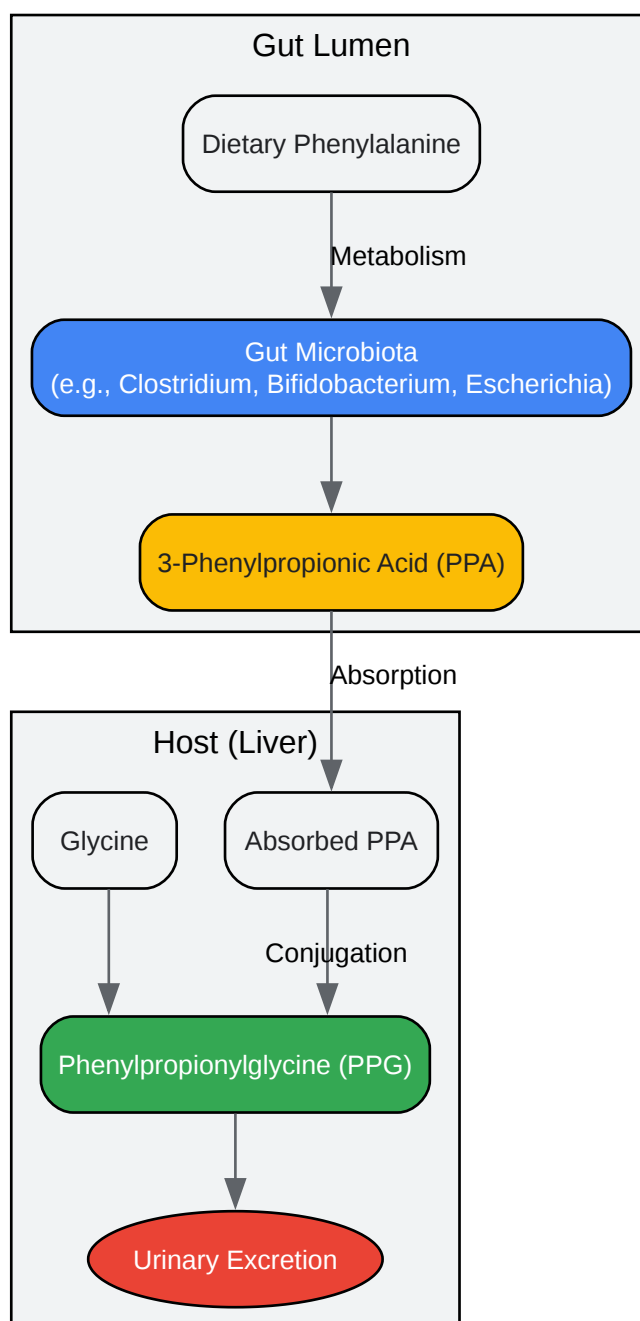 Gut Lumen
Dietary Phenylalanine
Metabolism
Gut Microbiota
(e.g., Clostridium, Bifidobacterium, Escherichia)
3-Phenylpropionic Acid (PPA)
Absorption
Host (Liver)
Glycine
Absorbed PPA
Conjugation
Phenylpropionylglycine (PPG)
Urinary Excretion